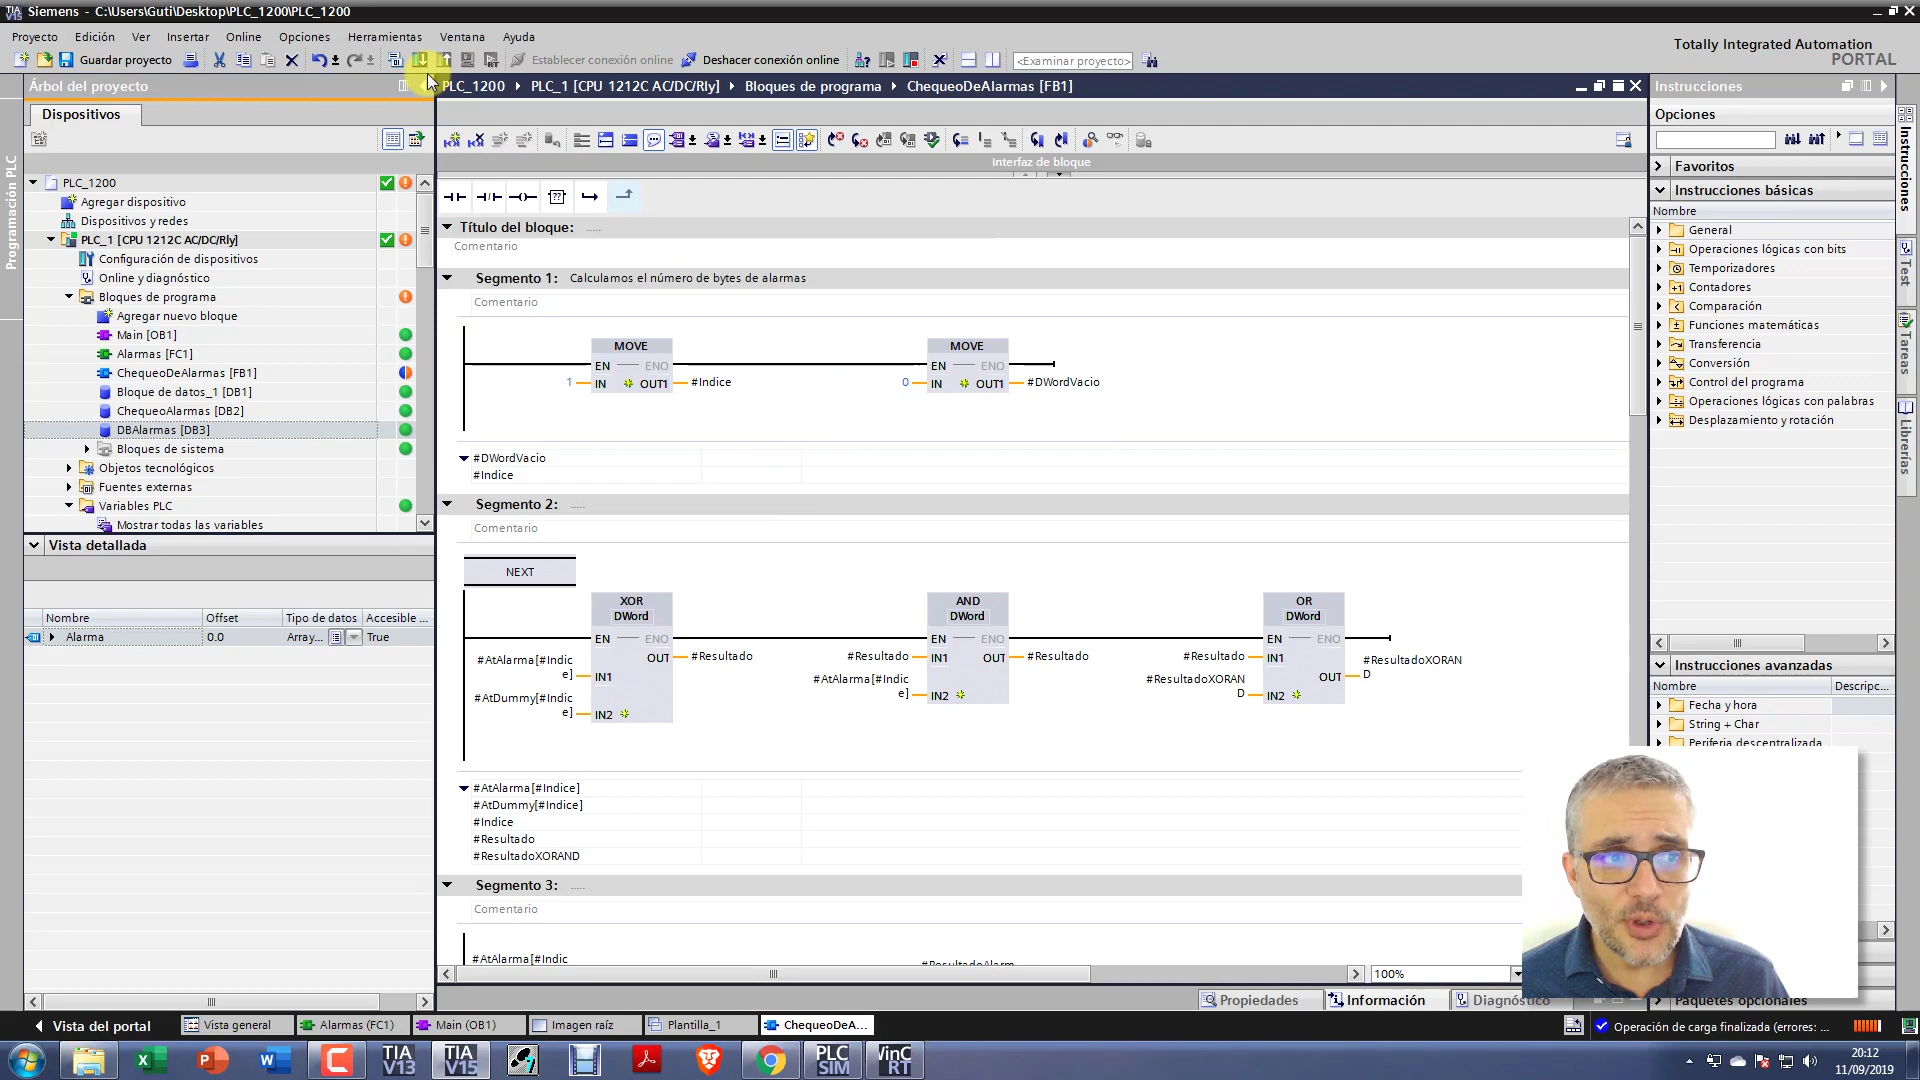 Siemens - C:\Users\Guti\Desktop\PLC_1200\PLC_1200
Proyecto Edición Ver Insertar Online Opciones Herramientas Ventana Ayuda
Totally Integrated Automation
PORTAL
Guardar proyecto
Establecer conexión online
Deshacer conexión online
<Examinar proyecto>
Árbol del proyecto
PLC_1200 PLC_1 [CPU 1212C AC/DC/Rly] Bloques de programa ChequeoDeAlarmas [FB1]
Instrucciones
Dispositivos
Opciones
Programación PLC
Interfaz de bloque
PLC_1200
Agregar dispositivo
Dispositivos y redes
PLC_1 [CPU 1212C AC/DC/Rly]
Configuración de dispositivos
Online y diagnóstico
Bloques de programa
Agregar nuevo bloque
Main [OB1]
Alarmas [FC1]
ChequeoDeAlarmas [FB1]
Bloque de datos_1 [DB1]
ChequeoAlarmas [DB2]
DBAlarmas [DB3]
Bloques de sistema
Objetos tecnológicos
Fuentes externas
Variables PLC
Mostrar todas las variables
Vista detallada
Nombre Offset Tipo de datos Accesible ...
Alarma 0.0 Array... True
Título del bloque: .....
Comentario
Segmento 1: Calculamos el número de bytes de alarmas
Comentario
MOVE MOVE
EN ENO EN ENO
1 IN OUT1 #Indice 0 IN OUT1 #DWordVacio
#DWordVacio
#Indice
Segmento 2: .....
Comentario
NEXT
XOR AND OR
DWord DWord DWord
EN ENO EN ENO EN ENO
#AtAlarma[#Indic
e] IN1
#AtDummy[#Indic
e] IN2
OUT #Resultado
#Resultado IN1 OUT #Resultado
#AtAlarma[#Indic
e] IN2
#Resultado IN1
#ResultadoXORAN
D IN2
OUT
#ResultadoXORAN
D
#AtAlarma[#Indice]
#AtDummy[#Indice]
#Indice
#Resultado
#ResultadoXORAND
Segmento 3: .....
Comentario
#AtAlarma[#Indic
#ResultadoAlarm
100%
Favoritos
Instrucciones básicas
Nombre
General
Operaciones lógicas con bits
Temporizadores
Contadores
Comparación
Funciones matemáticas
Transferencia
Conversión
Control del programa
Operaciones lógicas con palabras
Desplazamiento y rotación
Instrucciones avanzadas
Nombre Descripc...
Fecha y hora
String + Char
Periferia descentralizada
Paquetes opcionales
Instrucciones
Test
Tareas
Librerías
Propiedades Información Diagnóstico
Vista del portal Vista general Alarmas (FC1) Main (OB1) Imagen raíz Plantilla_1 ChequeoDeA...
Operación de carga finalizada (errores: ...
TIA V13
TIA V15
PLC SIM
WinC RT
20:12
11/09/2019